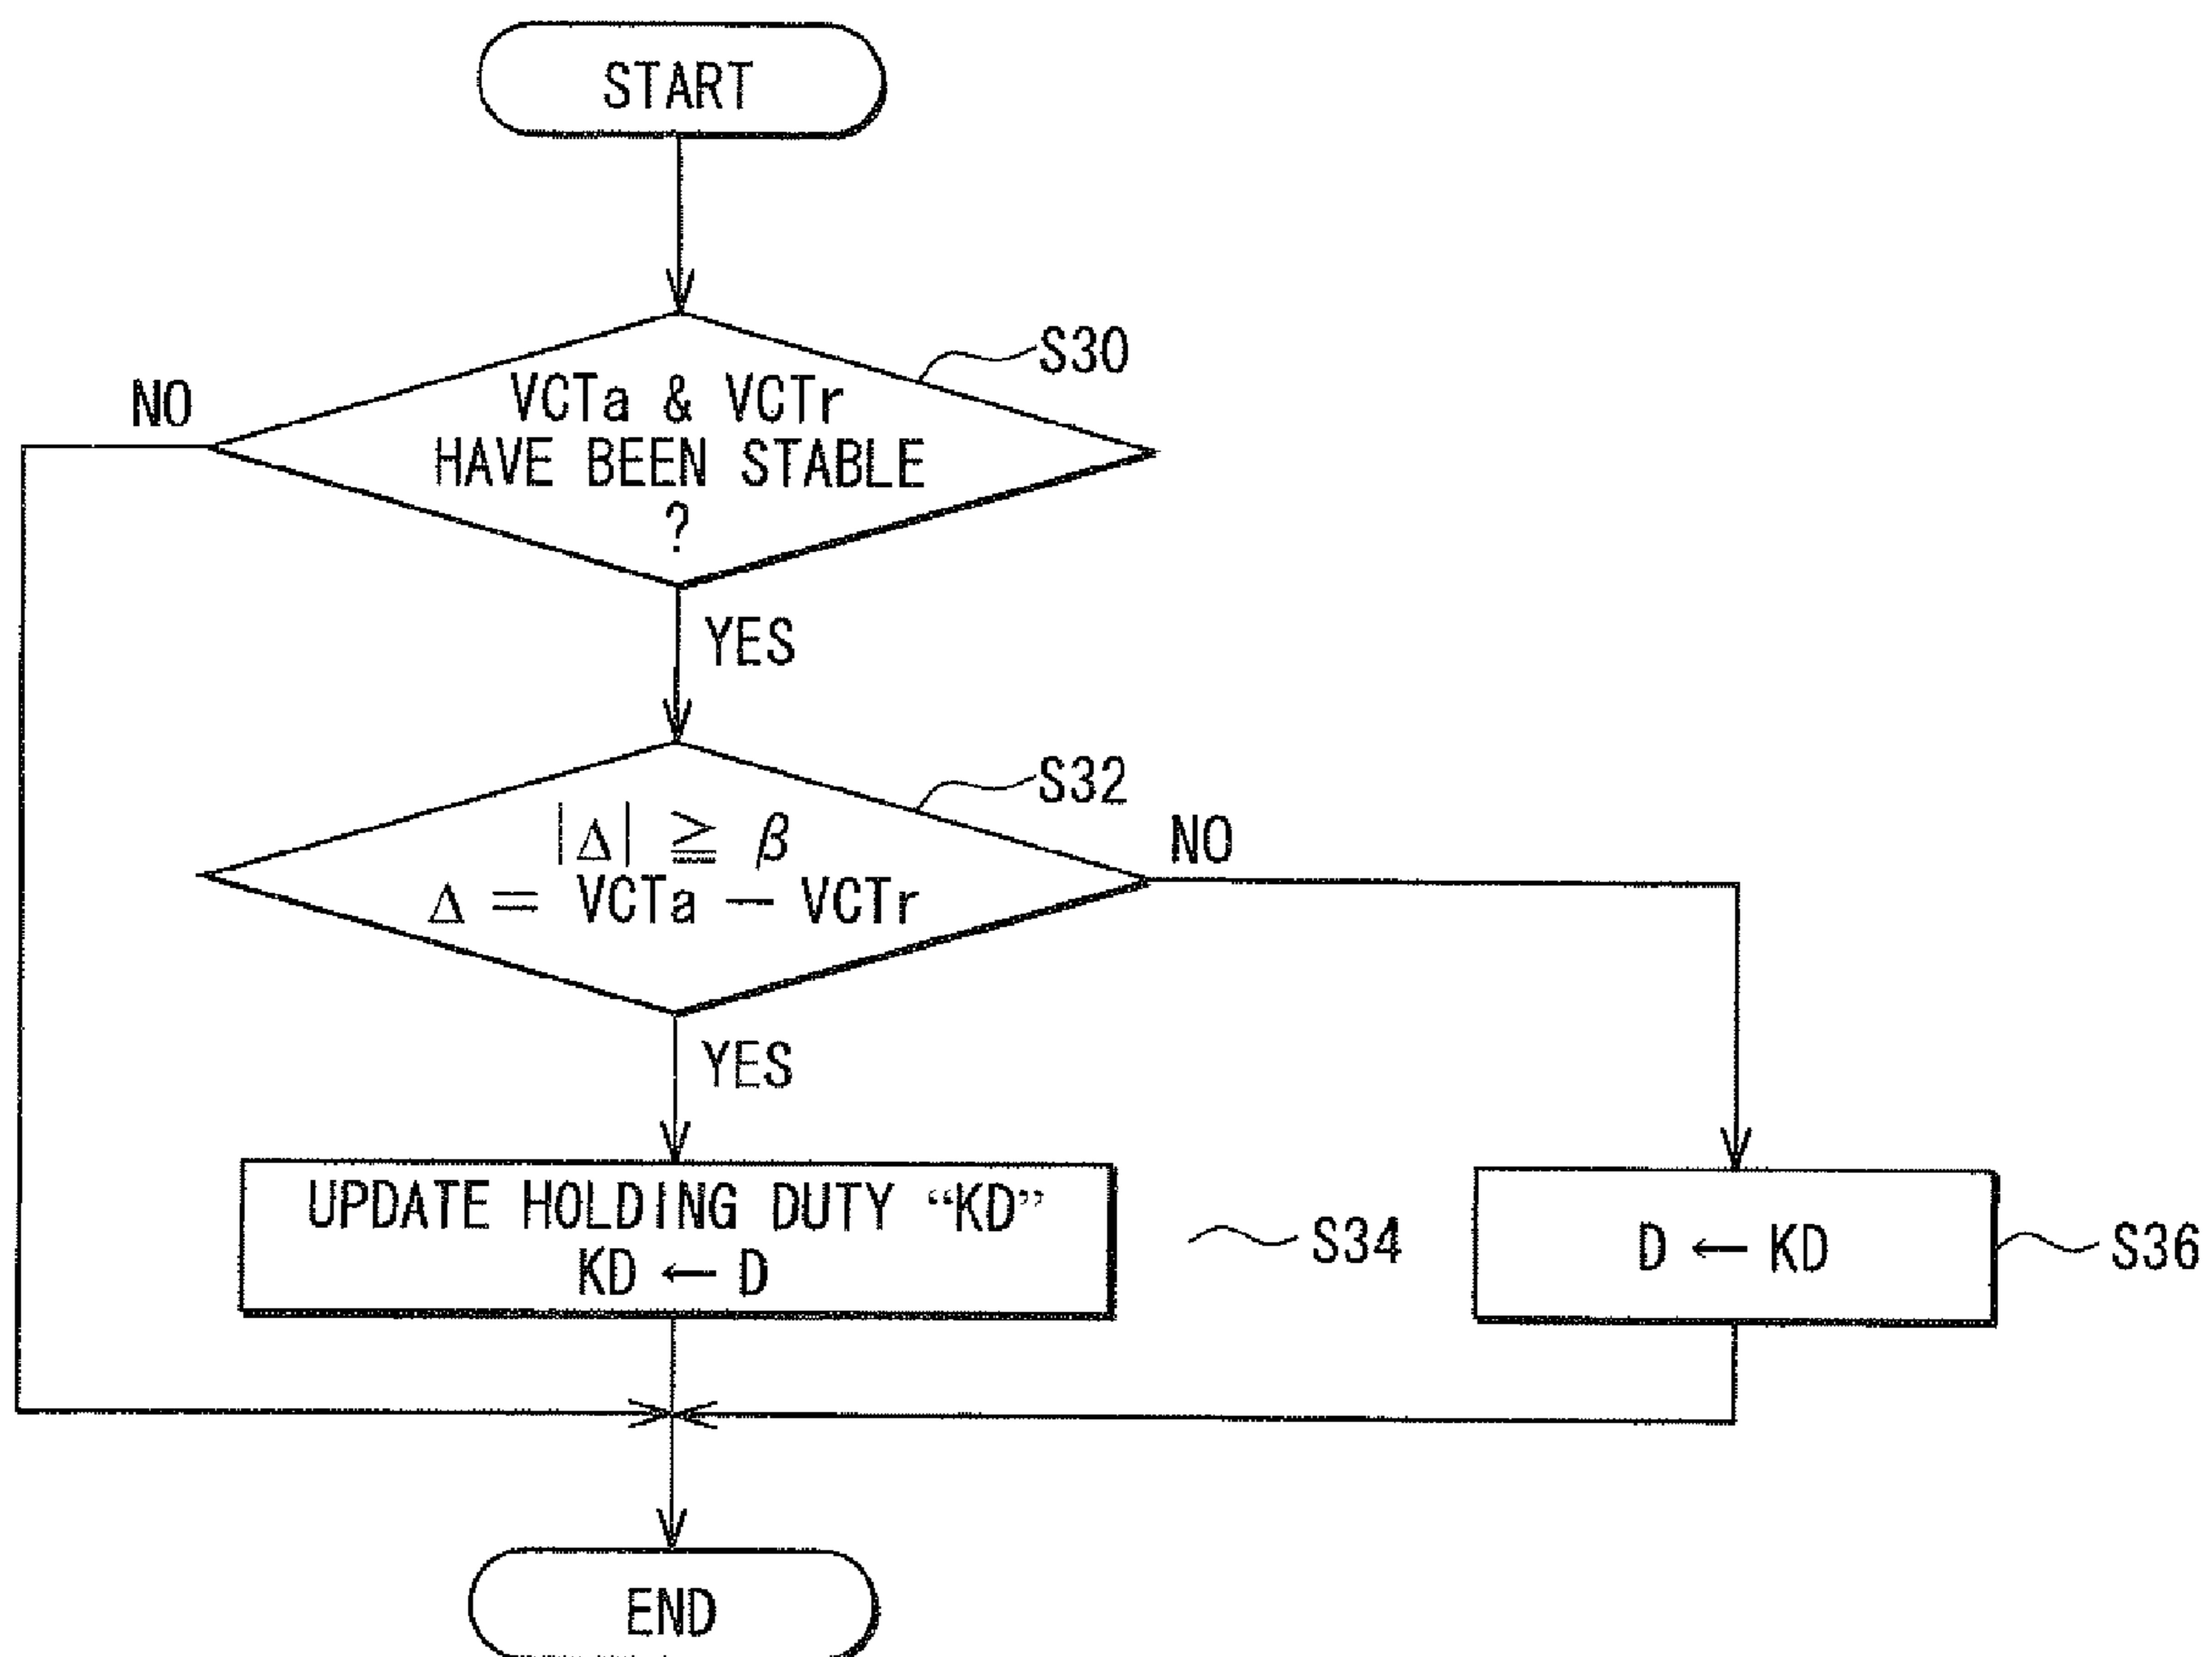 START
S30
NO
VCTa & VCTr
HAVE BEEN STABLE
?
YES
S32
|Δ| ≧ β
Δ = VCTa − VCTr
NO
YES
UPDATE HOLDING DUTY “KD”
KD ← D
S34
D ← KD
S36
END